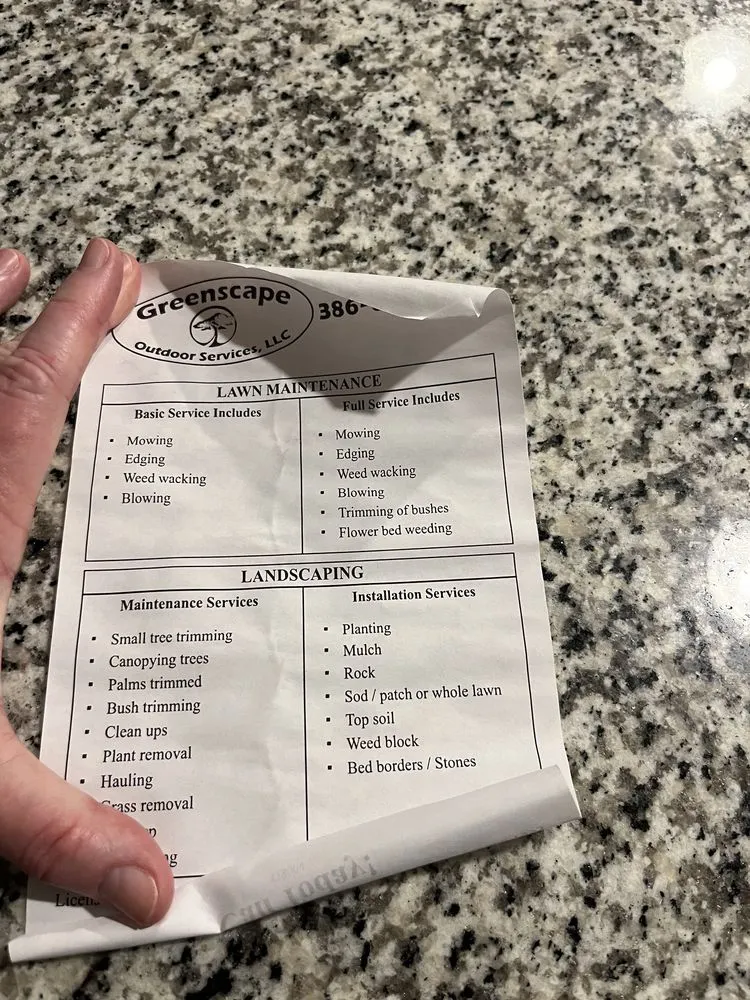 Greenscape
Outdoor Services, LLC
386-
LAWN MAINTENANCE
Basic Service Includes
▪ Mowing
▪ Edging
▪ Weed wacking
▪ Blowing
Full Service Includes
▪ Mowing
▪ Edging
▪ Weed wacking
▪ Blowing
▪ Trimming of bushes
▪ Flower bed weeding
LANDSCAPING
Maintenance Services
▪ Small tree trimming
▪ Canopying trees
▪ Palms trimmed
▪ Bush trimming
▪ Clean ups
▪ Plant removal
▪ Hauling
Grass removal
Installation Services
▪ Planting
▪ Mulch
▪ Rock
▪ Sod / patch or whole lawn
▪ Top soil
▪ Weed block
▪ Bed borders / Stones